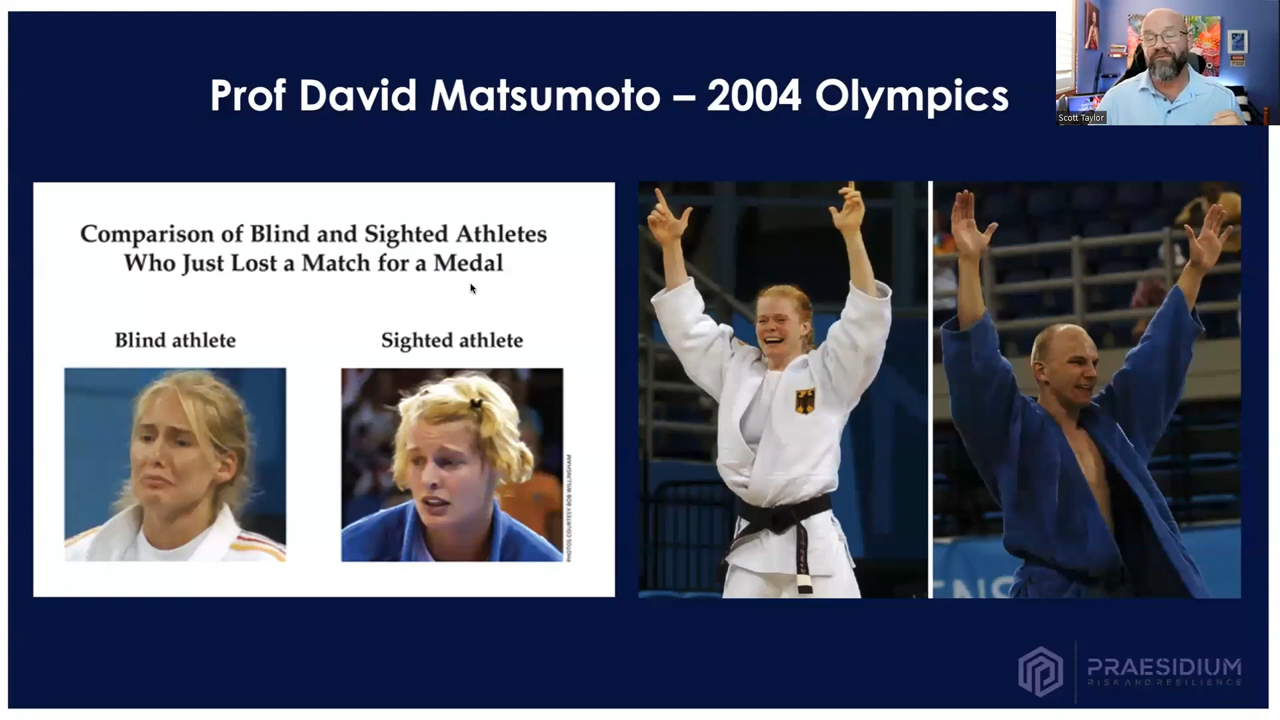 Prof David Matsumoto – 2004 Olympics
Scott Taylor
Comparison of Blind and Sighted Athletes
Who Just Lost a Match for a Medal
Blind athlete
Sighted athlete
PHOTOS COURTESY BOB WILLINGHAM
ENS
PRAESIDIUM
RISK AND RESILIENCE